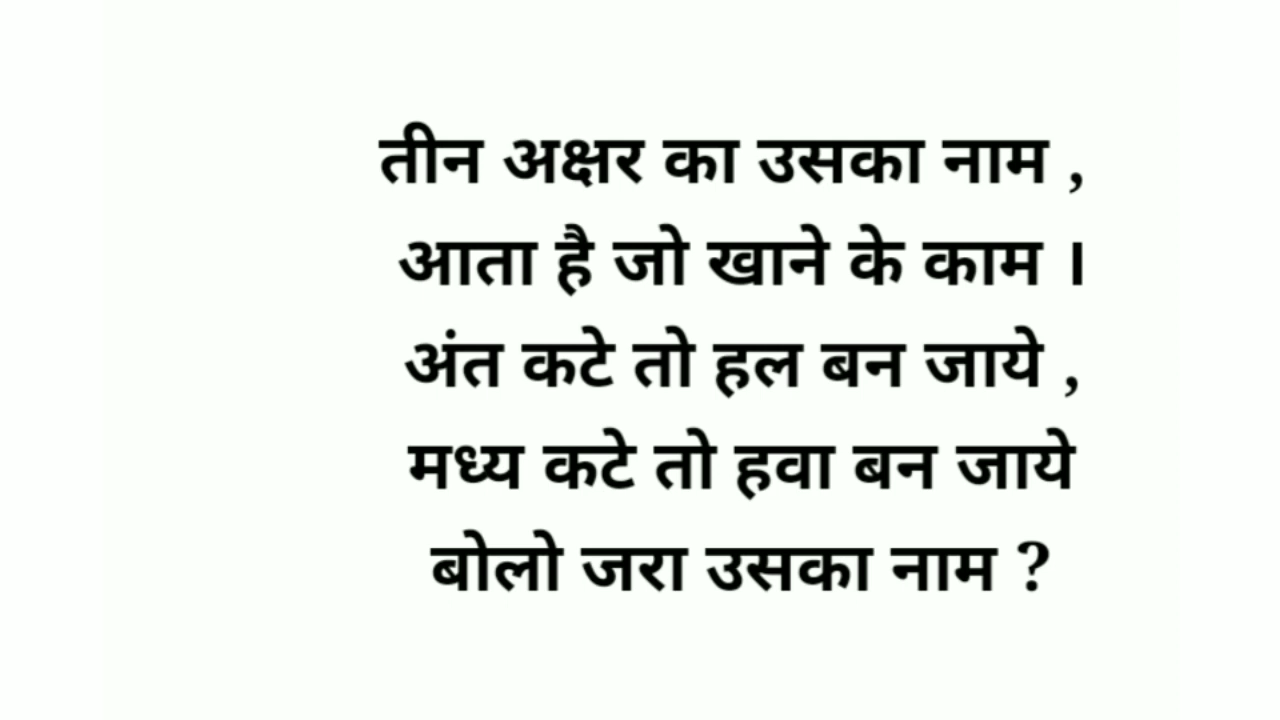 तीन अक्षर का उसका नाम ,
आता है जो खाने के काम ।
अंत कटे तो हल बन जाये ,
मध्य कटे तो हवा बन जाये
बोलो जरा उसका नाम ?